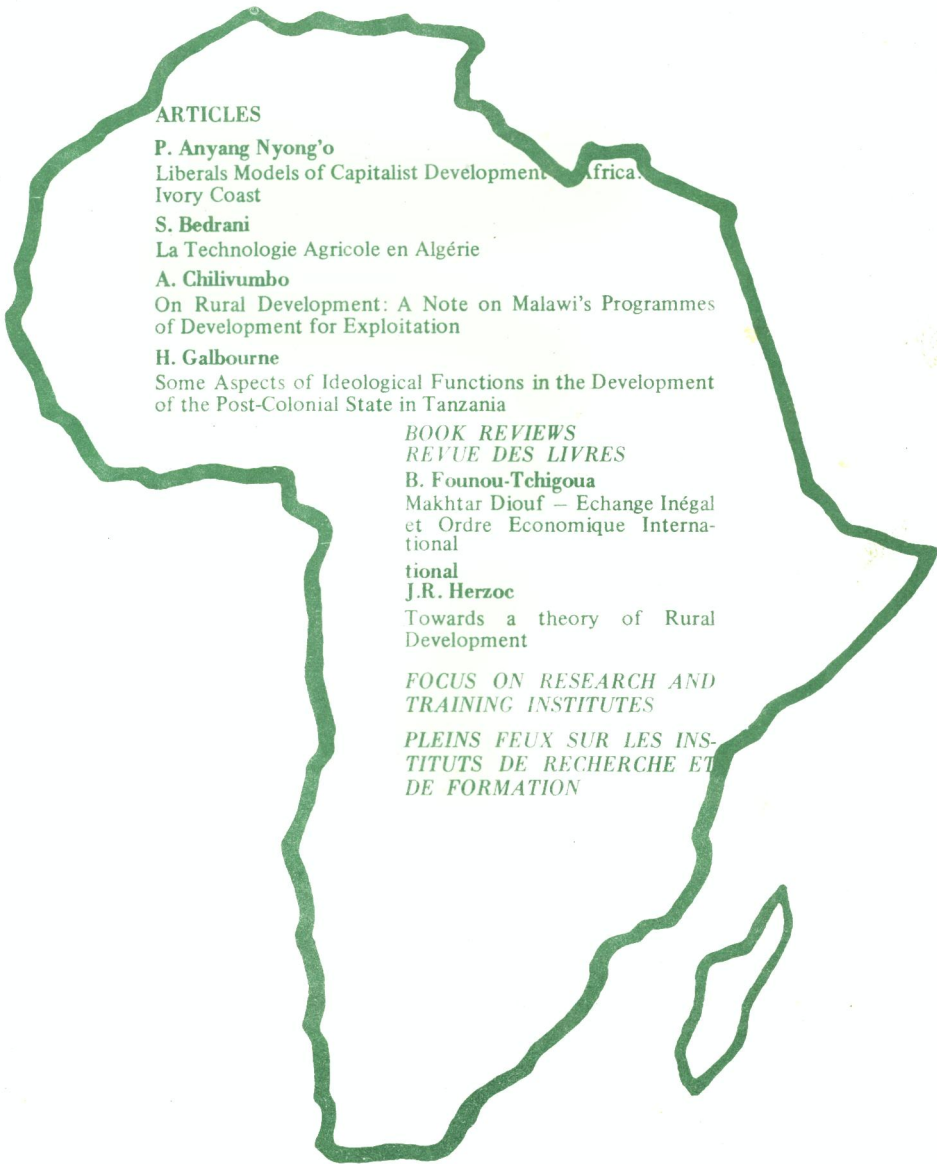 ARTICLES
P. Anyang Nyong'o
Liberals Models of Capitalist Development Africa:
Ivory Coast
S. Bedrani
La Technologie Agricole en Algérie
A. Chilivumbo
On Rural Development: A Note on Malawi's Programmes
of Development for Exploitation
H. Galbourne
Some Aspects of Ideological Functions in the Development
of the Post-Colonial State in Tanzania
BOOK REVIEWS
REVUE DES LIVRES
B. Founou-Tchigoua
Makhtar Diouf — Echange Inégal
et Ordre Economique Interna-
tional
tional
J.R. Herzoc
Towards a theory of Rural
Development
FOCUS ON RESEARCH AND
TRAINING INSTITUTES
PLEINS FEUX SUR LES INS-
TITUTS DE RECHERCHE ET
DE FORMATION